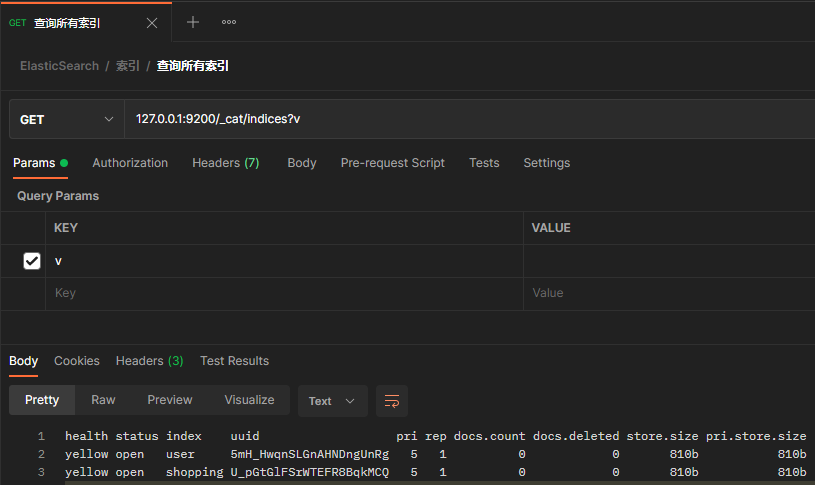 GET 查询所有索引
ElasticSearch / 索引 / 查询所有索引
GET 127.0.0.1:9200/_cat/indices?v
Params Authorization Headers (7) Body Pre-request Script Tests Settings
Query Params
KEY VALUE
v
Key Value
Body Cookies Headers (3) Test Results
Pretty Raw Preview Visualize Text
1 health status index uuid pri rep docs.count docs.deleted store.size pri.store.size
2 yellow open user 5mH_HwqnSLGnAHNDngUnRg 5 1 0 0 810b 810b
3 yellow open shopping U_pGtGlFSrWTEFR8BqkMCQ 5 1 0 0 810b 810b